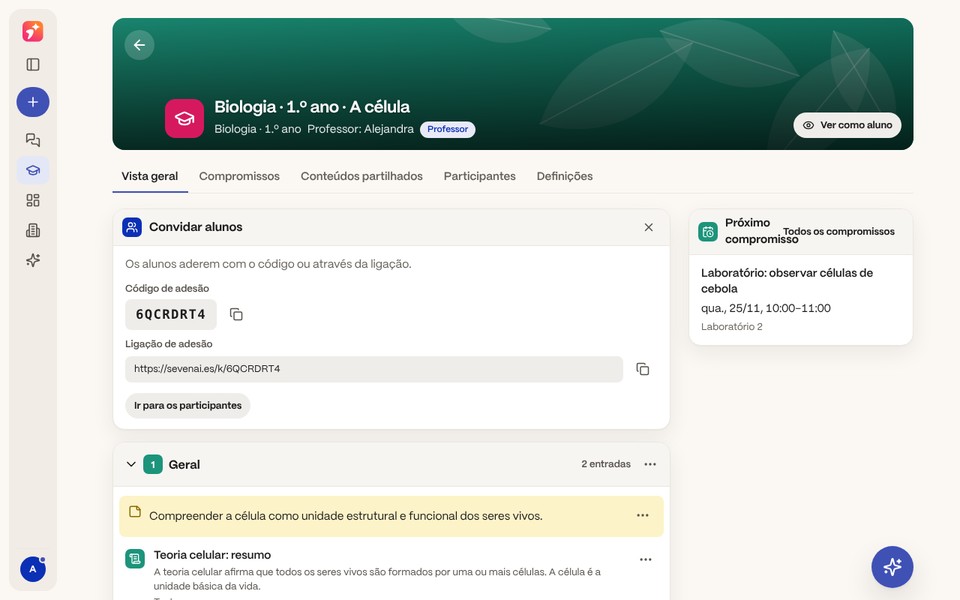 Biologia · 1.º ano · A célula
Biologia · 1.º ano Professor: Alejandra Professor
Ver como aluno
Vista geral Compromissos Conteúdos partilhados Participantes Definições
Convidar alunos
Os alunos aderem com o código ou através da ligação.
Código de adesão
6QCRDRT4
Ligação de adesão
https://sevenai.es/k/6QCRDRT4
Ir para os participantes
1 Geral 2 entradas
Compreender a célula como unidade estrutural e funcional dos seres vivos.
Teoria celular: resumo
A teoria celular afirma que todos os seres vivos são formados por uma ou mais células. A célula é a
unidade básica da vida.
Próximo
compromisso
Todos os compromissos
Laboratório: observar células de
cebola
qua., 25/11, 10:00–11:00
Laboratório 2
A